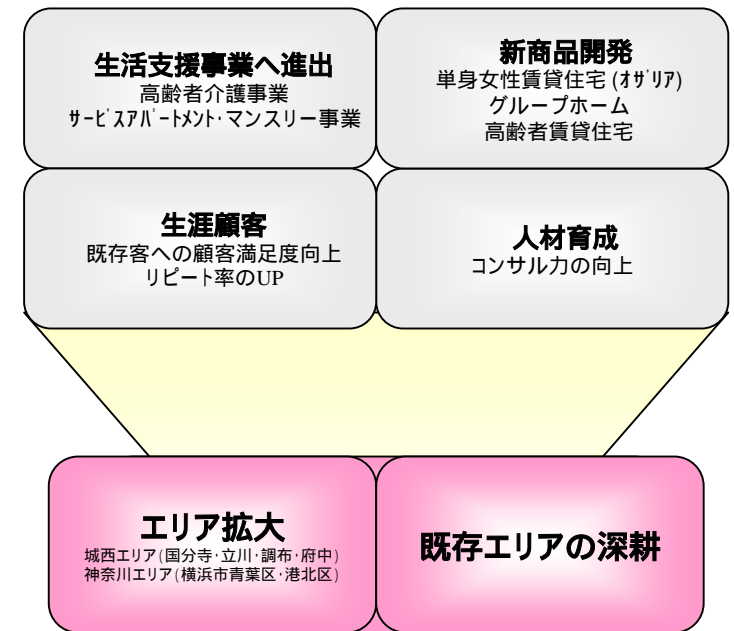 生活支援事業へ進出
高齢者介護事業
ｻｰﾋﾞｽｱﾊﾟｰﾄﾒﾝﾄ･マンスリー事業
新商品開発
単身女性賃貸住宅 (ｵｻﾞﾘｱ)
グループホーム
高齢者賃貸住宅
生涯顧客
既存客への顧客満足度向上
リピート率のUP
人材育成
コンサル力の向上
エリア拡大
城西エリア(国分寺･立川･調布･府中)
神奈川エリア(横浜市青葉区･港北区)
既存エリアの深耕